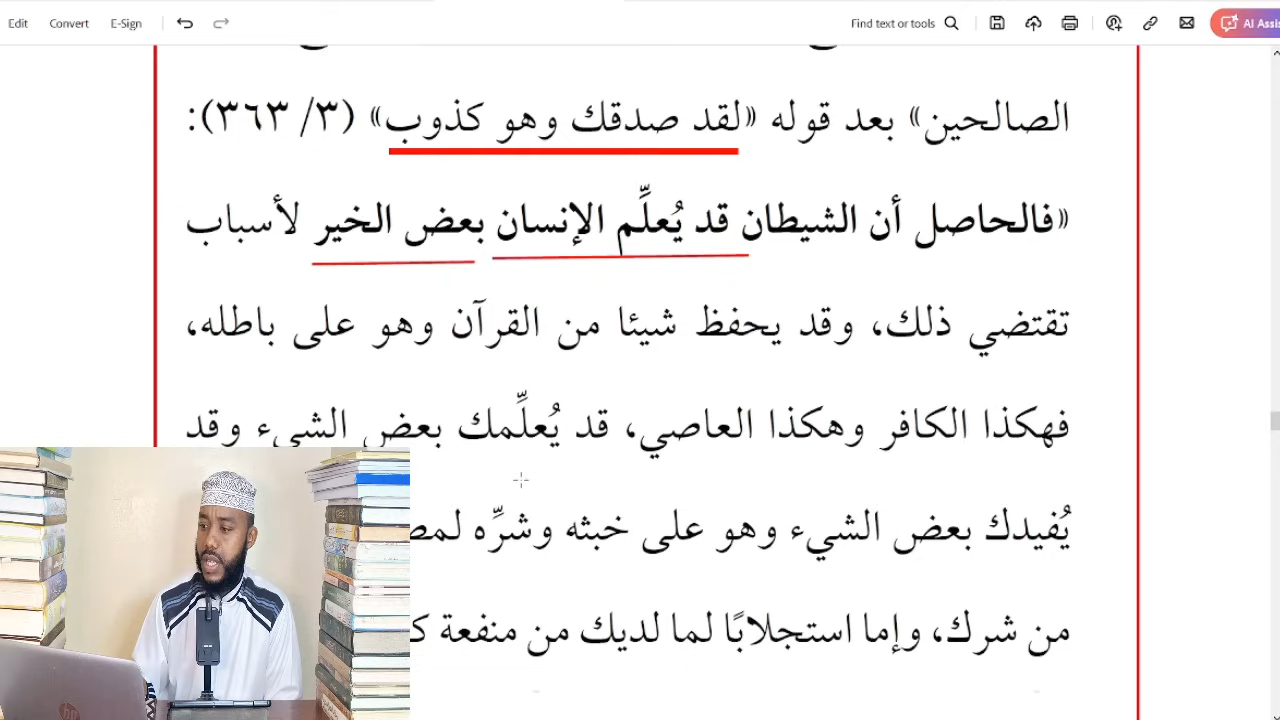 Edit Convert E-Sign Find text or tools AI Assis
الصالحين» بعد قوله «لقد صدقك وهو كذوب» (٣/ ٣٦٣):
«فالحاصل أن الشيطان قد يُعلِّم الإنسان بعض الخير لأسباب
تقتضي ذلك، وقد يحفظ شيئا من القرآن وهو على باطله،
فهكذا الكافر وهكذا العاصي، قد يُعلِّمك بعض الشيء وقد
يُفيدك بعض الشيء وهو على خبثه وشرِّه
من شرك، وإما استجلابًا لما لديك من منفعة
hp